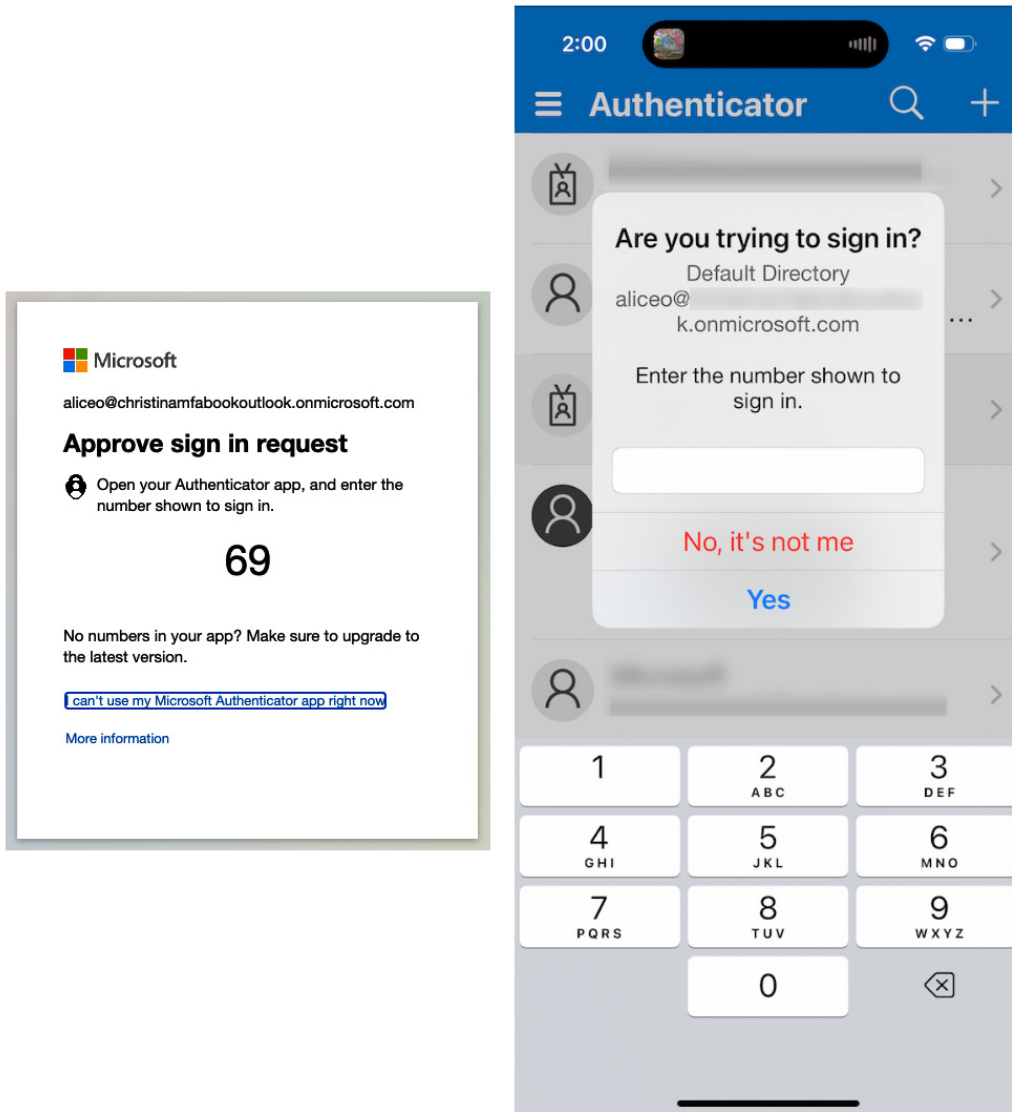 Microsoft
aliceo@christinamfabookoutlook.onmicrosoft.com
Approve sign in request
Open your Authenticator app, and enter the
number shown to sign in.
69
No numbers in your app? Make sure to upgrade to
the latest version.
I can't use my Microsoft Authenticator app right now
More information
2:00
Authenticator
Are you trying to sign in?
Default Directory
aliceo@
k.onmicrosoft.com
...
Enter the number shown to
sign in.
No, it's not me
Yes
1 2 3
ABC DEF
4 5 6
GHI JKL MNO
7 8 9
PQRS TUV WXYZ
0